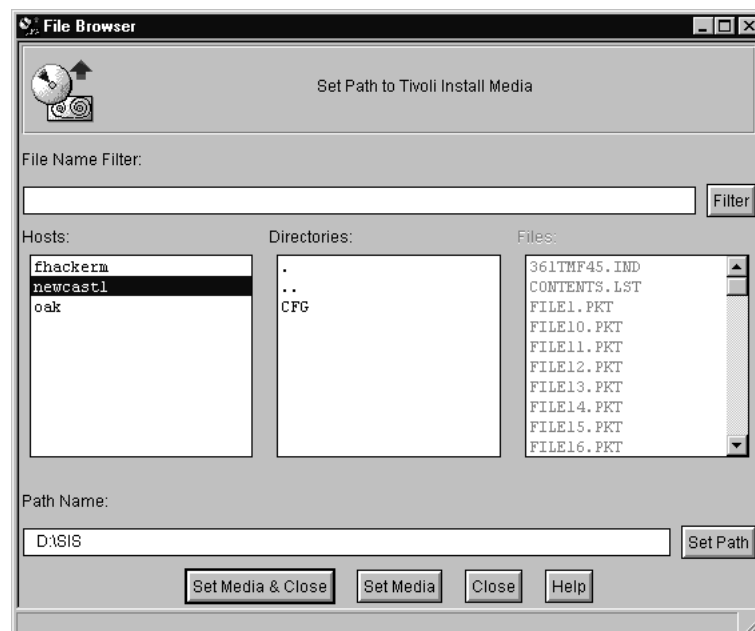 File Browser
Set Path to Tivoli Install Media
File Name Filter:
Filter
Hosts:
fhackerm
newcastl
oak
Directories:
.
..
CFG
Files:
361TMF45.IND
CONTENTS.LST
FILE1.PKT
FILE10.PKT
FILE11.PKT
FILE12.PKT
FILE13.PKT
FILE14.PKT
FILE15.PKT
FILE16.PKT
Path Name:
D:\SIS
Set Path
Set Media & Close
Set Media
Close
Help